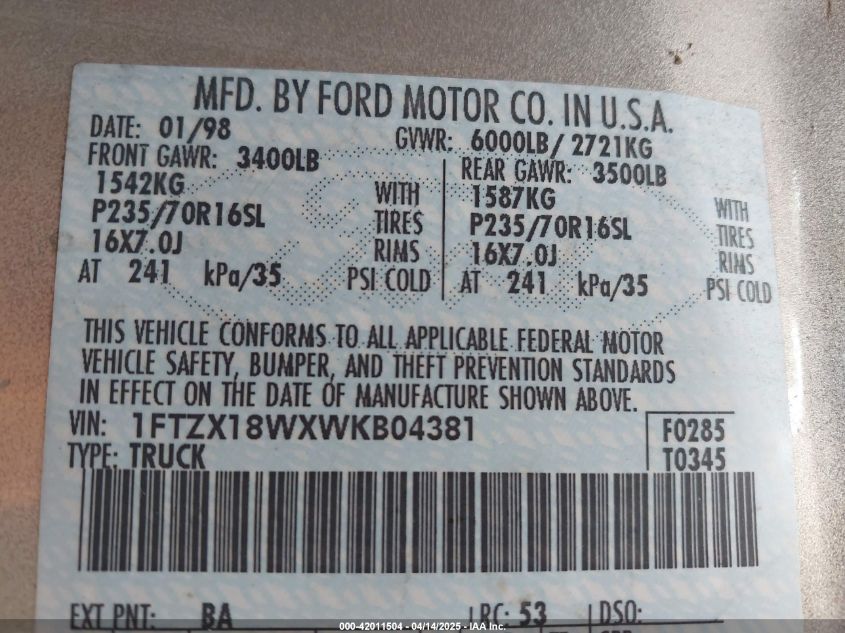 MFD. BY FORD MOTOR CO. IN U.S.A.
DATE: 01/98 GVWR: 6000LB/ 2721KG
FRONT GAWR: 3400LB REAR GAWR: 3500LB
1542KG WITH 1587KG WITH
P235/70R16SL TIRES P235/70R16SL TIRES
16X7.0J RIMS 16X7.0J RIMS
AT 241 kPa/35 PSI COLD AT 241 kPa/35 PSI COLD
THIS VEHICLE CONFORMS TO ALL APPLICABLE FEDERAL MOTOR
VEHICLE SAFETY, BUMPER, AND THEFT PREVENTION STANDARDS
IN EFFECT ON THE DATE OF MANUFACTURE SHOWN ABOVE.
VIN: 1FTZX18WXWKB04381 F0285
TYPE: TRUCK T0345
EXT PNT: BA RC: 53 DSO:
000-42011504 - 04/14/2025 - IAA Inc.